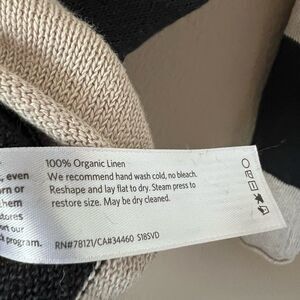 100% Organic Linen
We recommend hand wash cold, no bleach.
Reshape and lay flat to dry. Steam press to
restore size. May be dry cleaned.
RN#78121/CA#34460 S18SVD
, even
rn or
hem
stores
our
program.